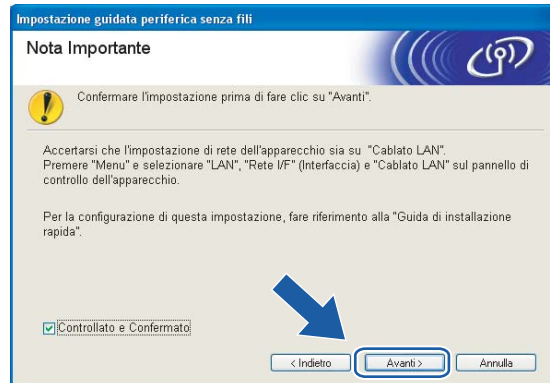 Impostazione guidata periferica senza fili
Nota Importante
Confermare l'impostazione prima di fare clic su "Avanti".
Accertarsi che l'impostazione di rete dell'apparecchio sia su "Cablato LAN".
Premere "Menu" e selezionare "LAN", "Rete I/F" (Interfaccia) e "Cablato LAN" sul pannello di
controllo dell'apparecchio.
Per la configurazione di questa impostazione, fare riferimento alla "Guida di installazione
rapida".
Controllato e Confermato
< Indietro Avanti > Annulla